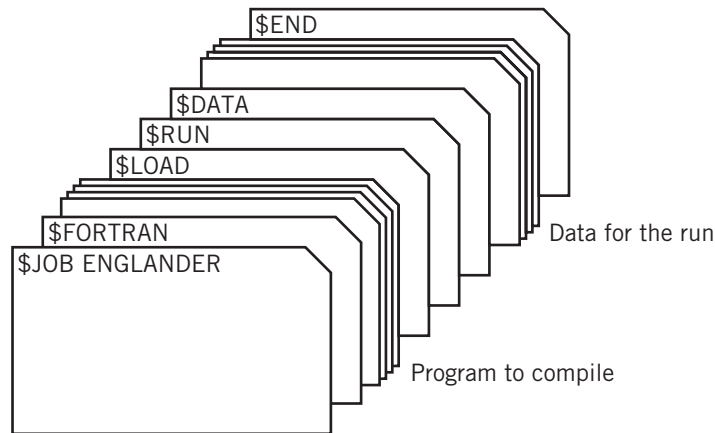 $END
$DATA
$RUN
$LOAD
$FORTRAN
$JOB ENGLANDER
Data for the run
Program to compile